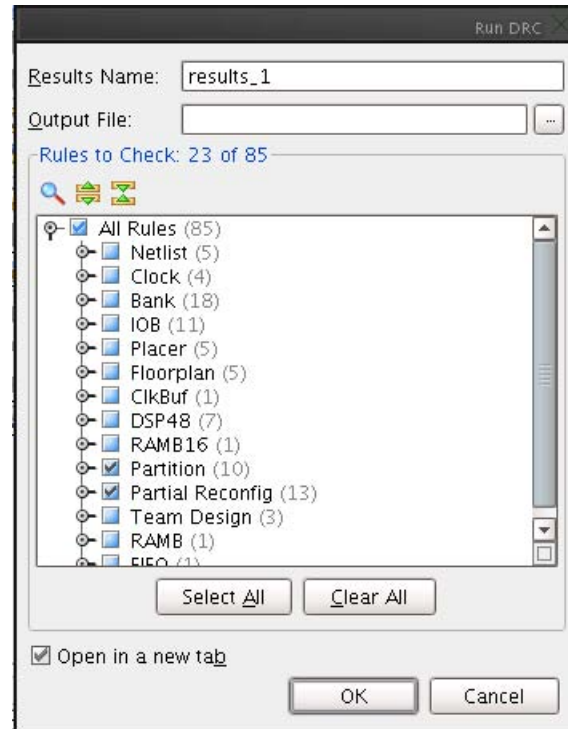 Run DRC
Results Name: results_1
Output File: ...
Rules to Check: 23 of 85
All Rules (85)
Netlist (5)
Clock (4)
Bank (18)
IOB (11)
Placer (5)
Floorplan (5)
ClkBuf (1)
DSP48 (7)
RAMB16 (1)
Partition (10)
Partial Reconfig (13)
Team Design (3)
RAMB (1)
FIFO (1)
Select All Clear All
Open in a new tab
OK Cancel